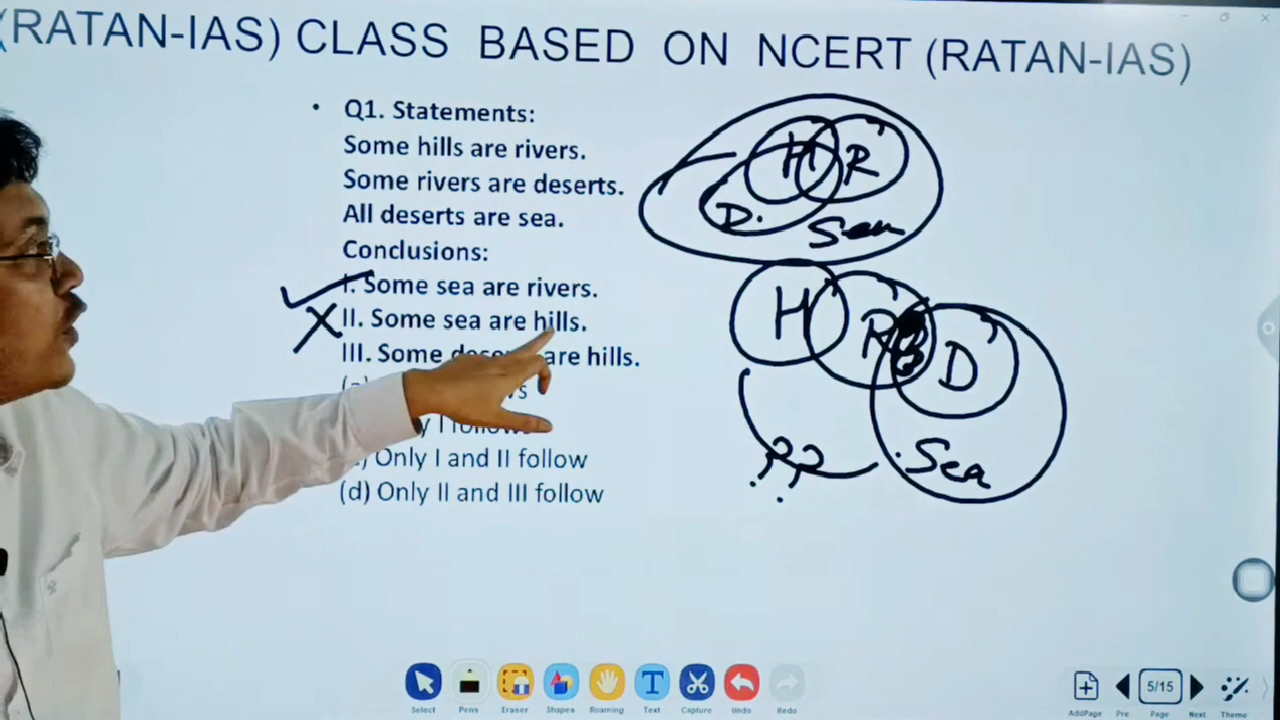 (RATAN-IAS) CLASS BASED ON NCERT (RATAN-IAS)
• Q1. Statements:
Some hills are rivers.
Some rivers are deserts.
All deserts are sea.
Conclusions:
I. Some sea are rivers.
II. Some sea are hills.
III. Some are hills.
I follows
(c) Only I and II follow
(d) Only II and III follow
H R
D. Sea
H R D
Sea
??
Select Pens Eraser Shapes Roaming Text Capture Undo Redo
5/15
AddPage Pre Page Next Theme